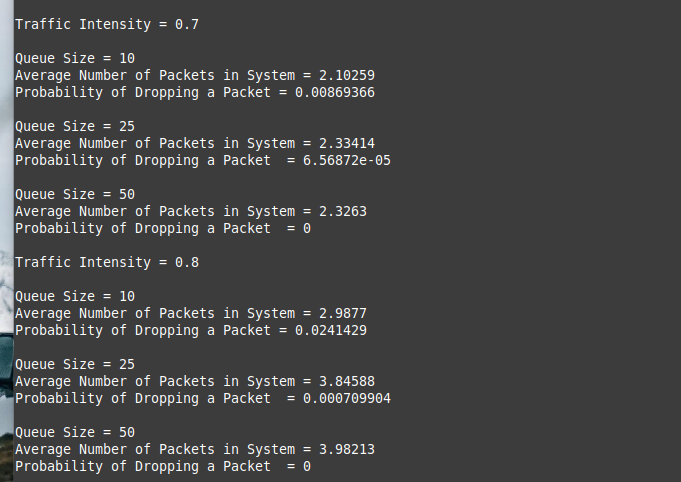 Traffic Intensity = 0.7
Queue Size = 10
Average Number of Packets in System = 2.10259
Probability of Dropping a Packet = 0.00869366
Queue Size = 25
Average Number of Packets in System = 2.33414
Probability of Dropping a Packet  = 6.56872e-05
Queue Size = 50
Average Number of Packets in System = 2.3263
Probability of Dropping a Packet  = 0
Traffic Intensity = 0.8
Queue Size = 10
Average Number of Packets in System = 2.9877
Probability of Dropping a Packet = 0.0241429
Queue Size = 25
Average Number of Packets in System = 3.84588
Probability of Dropping a Packet  = 0.000709904
Queue Size = 50
Average Number of Packets in System = 3.98213
Probability of Dropping a Packet  = 0